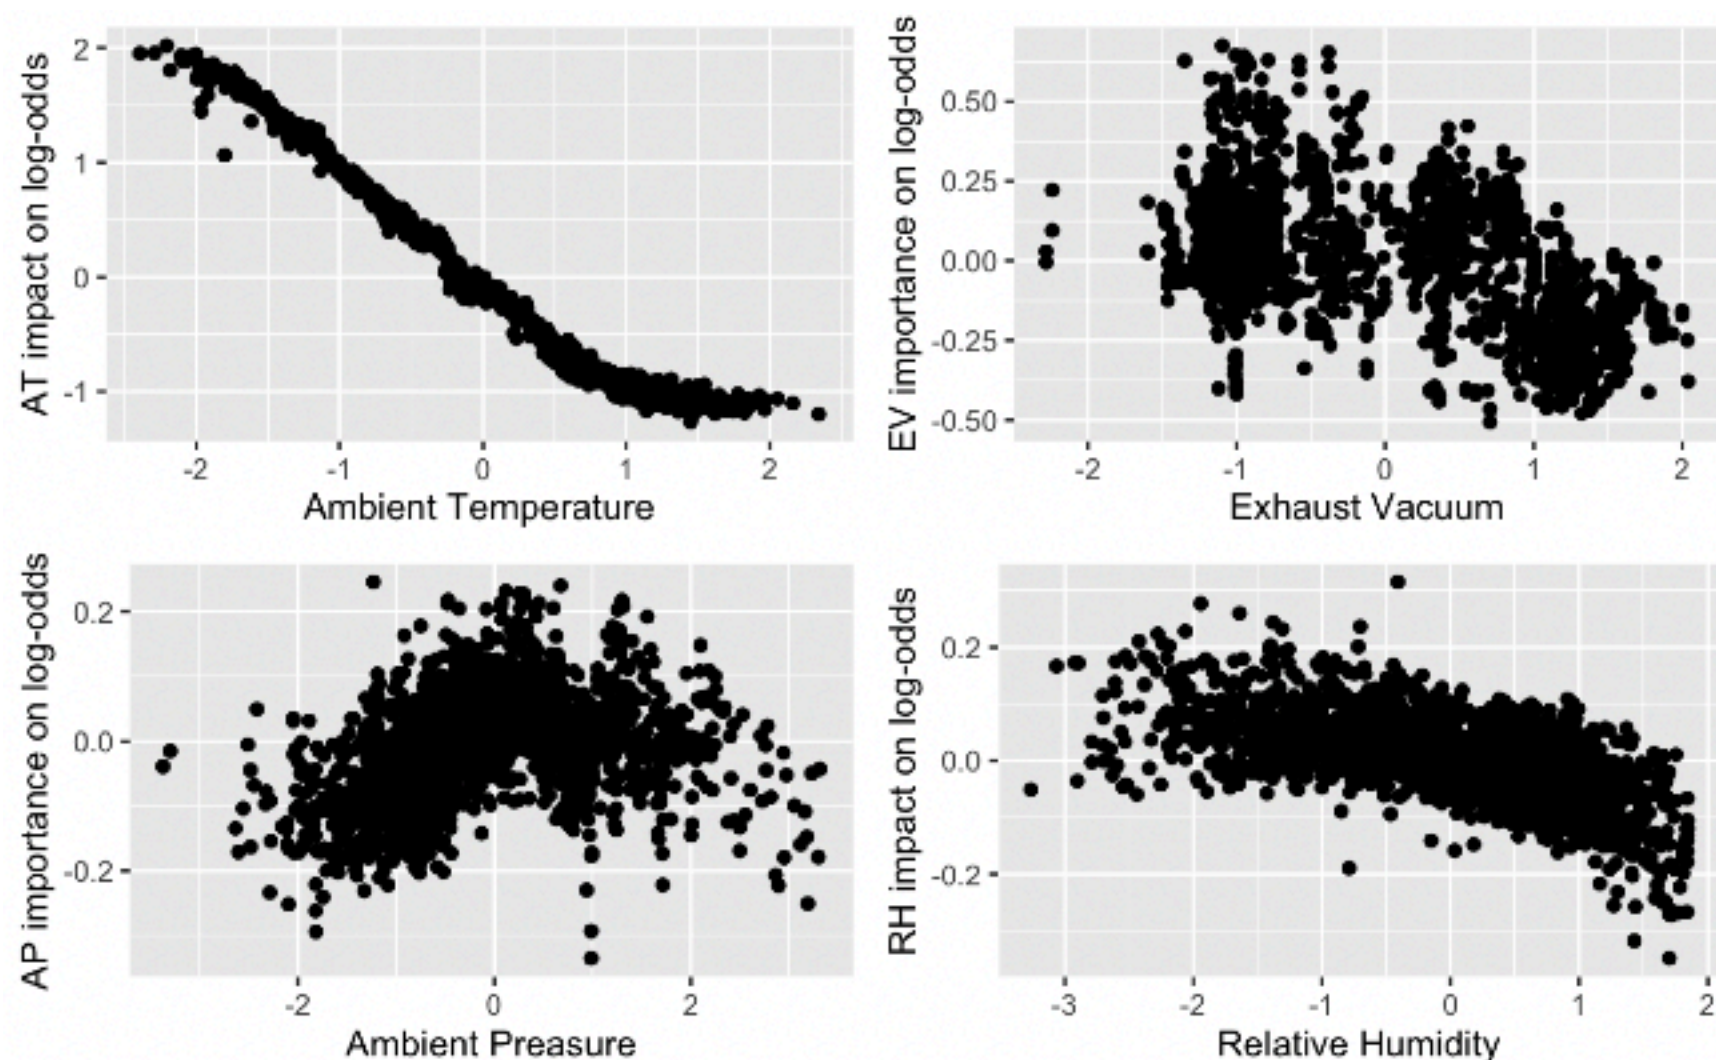 AT impact on log-odds
2
1
0
-1
-2 -1 0 1 2
Ambient Temperature
EV importance on log-odds
0.50
0.25
0.00
-0.25
-0.50
-2 -1 0 1 2
Exhaust Vacuum
AP importance on log-odds
0.2
0.0
-0.2
-2 0 2
Ambient Preasure
RH impact on log-odds
0.2
0.0
-0.2
-3 -2 -1 0 1 2
Relative Humidity